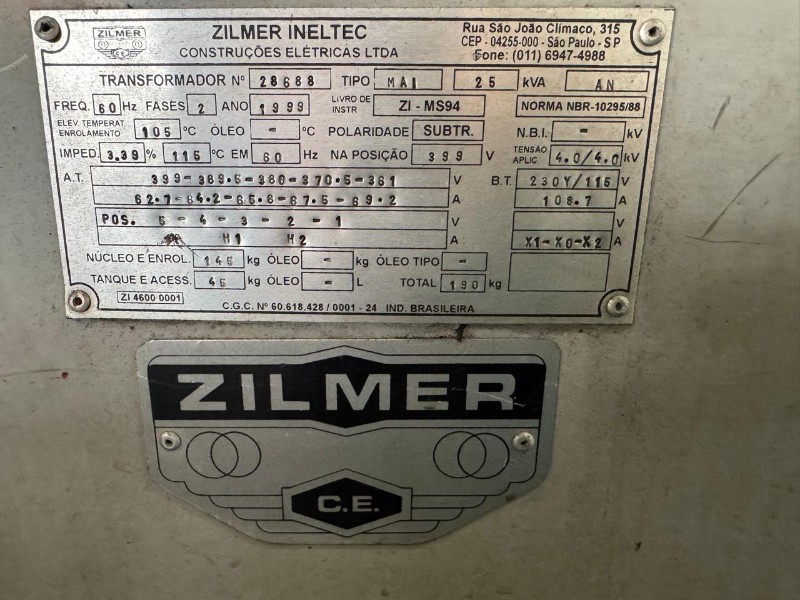 ZILMER C.E.
ZILMER INELTEC
CONSTRUÇÕES ELÉTRICAS LTDA
Rua São João Clímaco, 315
CEP - 04255-000 - São Paulo - S P
Fone: (011) 6947-4988
TRANSFORMADOR Nº 28688 TIPO MAI 25 kVA AN
FREQ. 60 Hz FASES 2 ANO 1999 LIVRO DE INSTR ZI - MS94 NORMA NBR-10295/88
ELEV. TEMPERAT. ENROLAMENTO 105 ºC ÓLEO - ºC POLARIDADE SUBTR. N.B.I. - kV
IMPED. 3.39 % 115 ºC EM 60 Hz NA POSIÇÃO 399 V TENSÃO APLIC. 4.0/4.0 kV
A.T. 399-389.5-380-370.5-361 V B.T. 230Y/115 V
62.7-64.2-65.8-67.5-69.2 A 108.7 A
POS. 5-4-3-2-1 V V
H1 H2 A X1-X0-X2 A
NÚCLEO E ENROL. 145 kg ÓLEO - kg ÓLEO TIPO -
TANQUE E ACESS. 45 kg ÓLEO - L TOTAL 190 kg
ZI 4600 0001
C.G.C. Nº 60.618.428 / 0001 - 24 IND. BRASILEIRA
ZILMER
C.E.